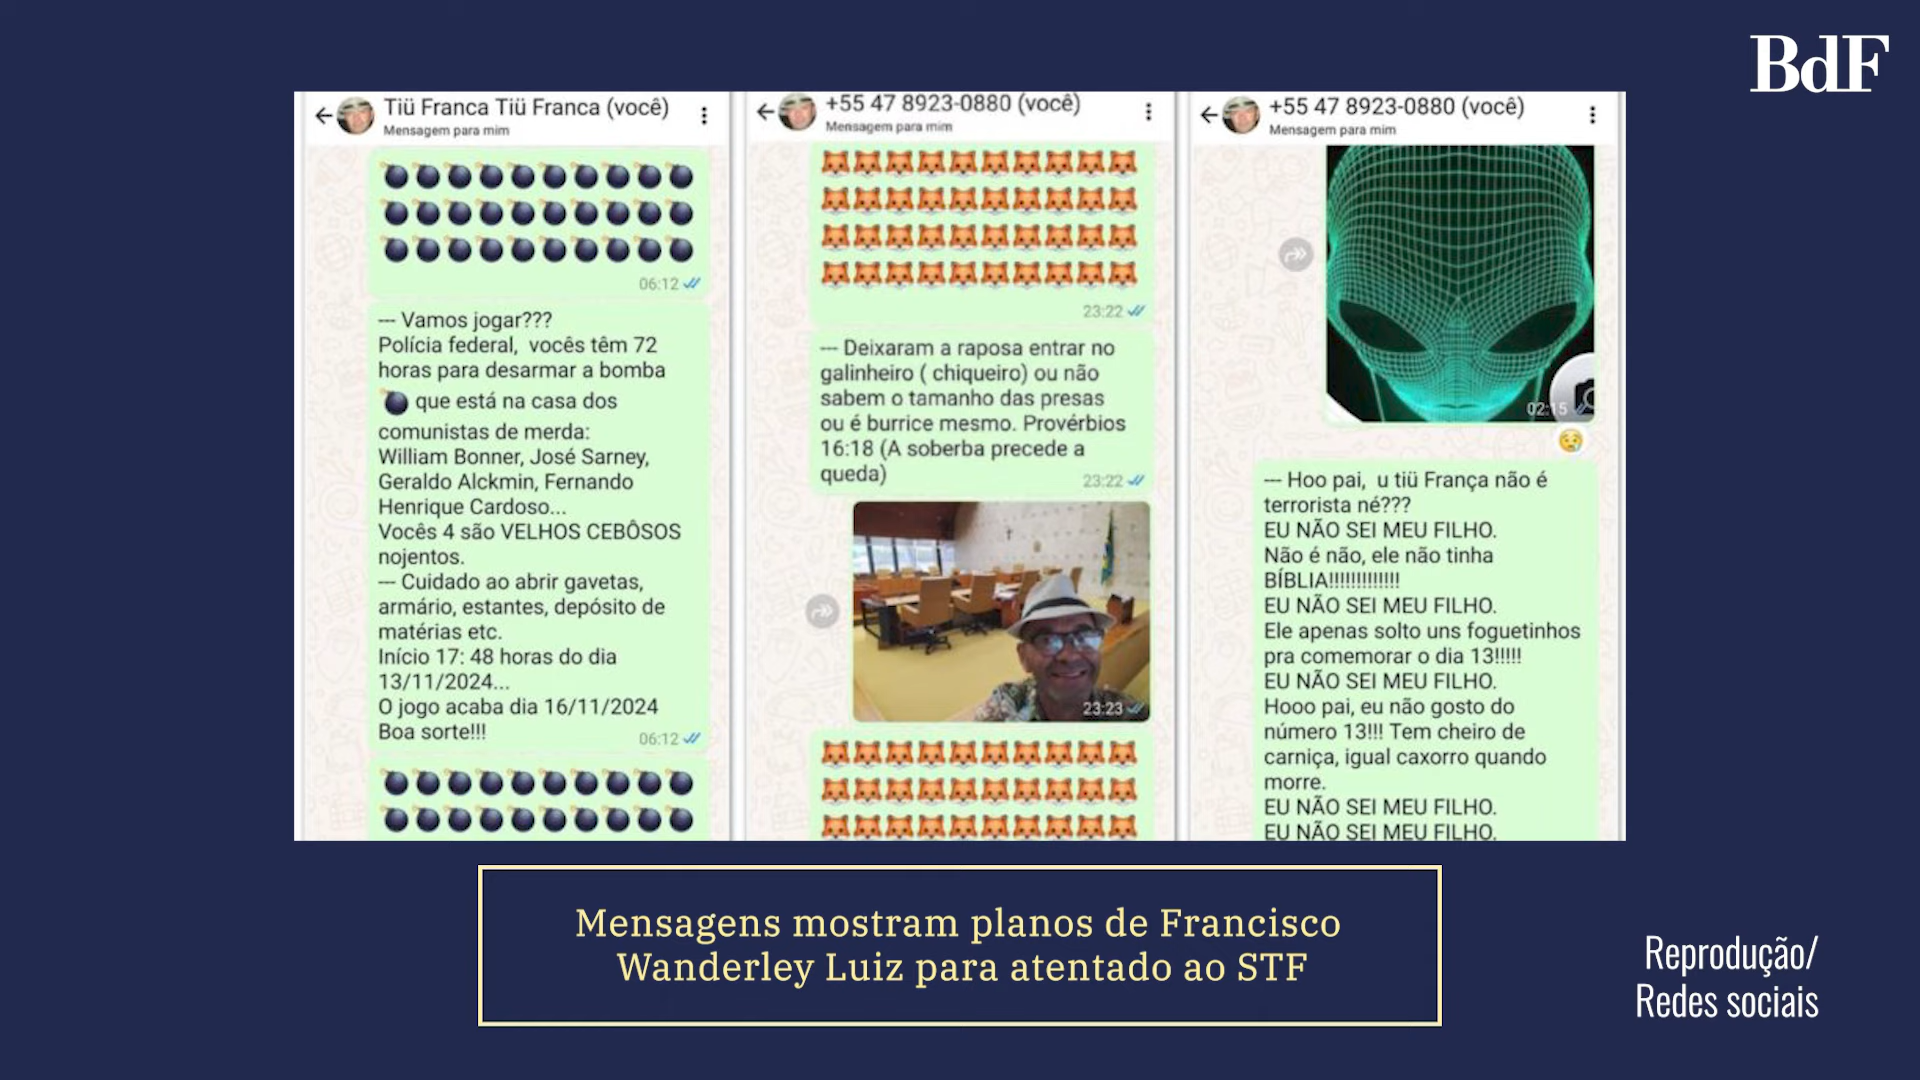 BdF
Tiü Franca Tiü Franca (você)
Mensagem para mim
06:12
--- Vamos jogar???
Polícia federal, vocês têm 72
horas para desarmar a bomba
💣 que está na casa dos
comunistas de merda:
William Bonner, José Sarney,
Geraldo Alckmin, Fernando
Henrique Cardoso...
Vocês 4 são VELHOS CEBÔSOS
nojentos.
--- Cuidado ao abrir gavetas,
armário, estantes, depósito de
matérias etc.
Início 17: 48 horas do dia
13/11/2024...
O jogo acaba dia 16/11/2024
Boa sorte!!!
06:12
+55 47 8923-0880 (você)
Mensagem para mim
23:22
--- Deixaram a raposa entrar no
galinheiro ( chiqueiro) ou não
sabem o tamanho das presas
ou é burrice mesmo. Provérbios
16:18 (A soberba precede a
queda)
23:22
23:23
+55 47 8923-0880 (você)
Mensagem para mim
02:15
--- Hoo pai, u tiü França não é
terrorista né???
EU NÃO SEI MEU FILHO.
Não é não, ele não tinha
BÍBLIA!!!!!!!!!!!!!
EU NÃO SEI MEU FILHO.
Ele apenas solto uns foguetinhos
pra comemorar o dia 13!!!!!
EU NÃO SEI MEU FILHO.
Hooo pai, eu não gosto do
número 13!!! Tem cheiro de
carniça, igual caxorro quando
morre.
EU NÃO SEI MEU FILHO.
EU NÃO SEI MEU FILHO.
Mensagens mostram planos de Francisco
Wanderley Luiz para atentado ao STF
Reprodução/
Redes sociais